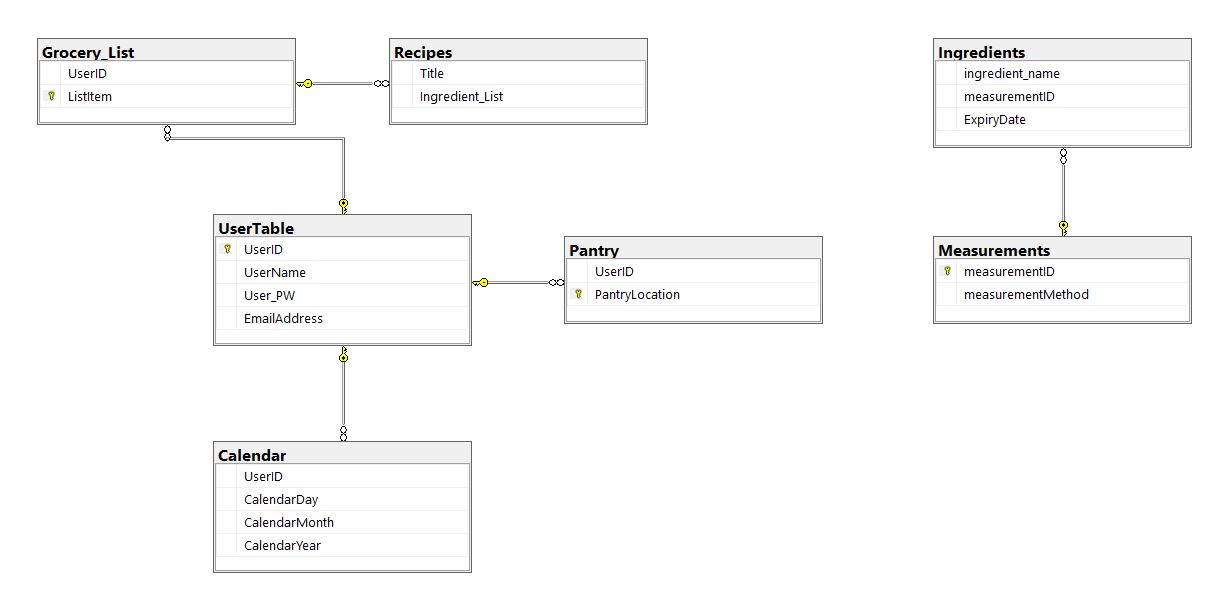 Grocery_List
UserID
ListItem
Recipes
Title
Ingredient_List
Ingredients
ingredient_name
measurementID
ExpiryDate
UserTable
UserID
UserName
User_PW
EmailAddress
Pantry
UserID
PantryLocation
Measurements
measurementID
measurementMethod
Calendar
UserID
CalendarDay
CalendarMonth
CalendarYear